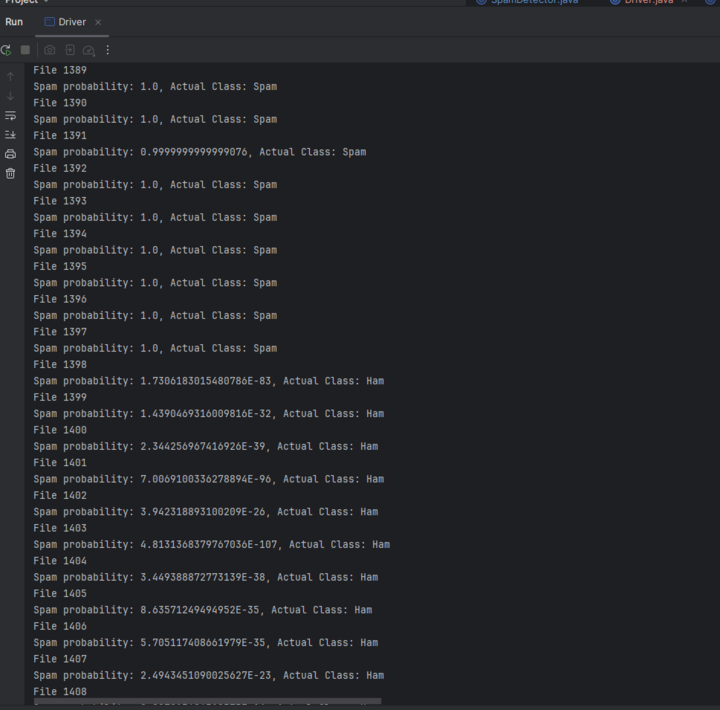 Project
SpamDetector.java
Driver.java
Run
Driver
File 1389
Spam probability: 1.0, Actual Class: Spam
File 1390
Spam probability: 1.0, Actual Class: Spam
File 1391
Spam probability: 0.9999999999999076, Actual Class: Spam
File 1392
Spam probability: 1.0, Actual Class: Spam
File 1393
Spam probability: 1.0, Actual Class: Spam
File 1394
Spam probability: 1.0, Actual Class: Spam
File 1395
Spam probability: 1.0, Actual Class: Spam
File 1396
Spam probability: 1.0, Actual Class: Spam
File 1397
Spam probability: 1.0, Actual Class: Spam
File 1398
Spam probability: 1.7306183015480786E-83, Actual Class: Ham
File 1399
Spam probability: 1.4390469316009816E-32, Actual Class: Ham
File 1400
Spam probability: 2.344256967416926E-39, Actual Class: Ham
File 1401
Spam probability: 7.0069100336278894E-96, Actual Class: Ham
File 1402
Spam probability: 3.942318893100209E-26, Actual Class: Ham
File 1403
Spam probability: 4.8131368379767036E-107, Actual Class: Ham
File 1404
Spam probability: 3.449388872773139E-38, Actual Class: Ham
File 1405
Spam probability: 8.63571249494952E-35, Actual Class: Ham
File 1406
Spam probability: 5.705117408661979E-35, Actual Class: Ham
File 1407
Spam probability: 2.4943451090025627E-23, Actual Class: Ham
File 1408